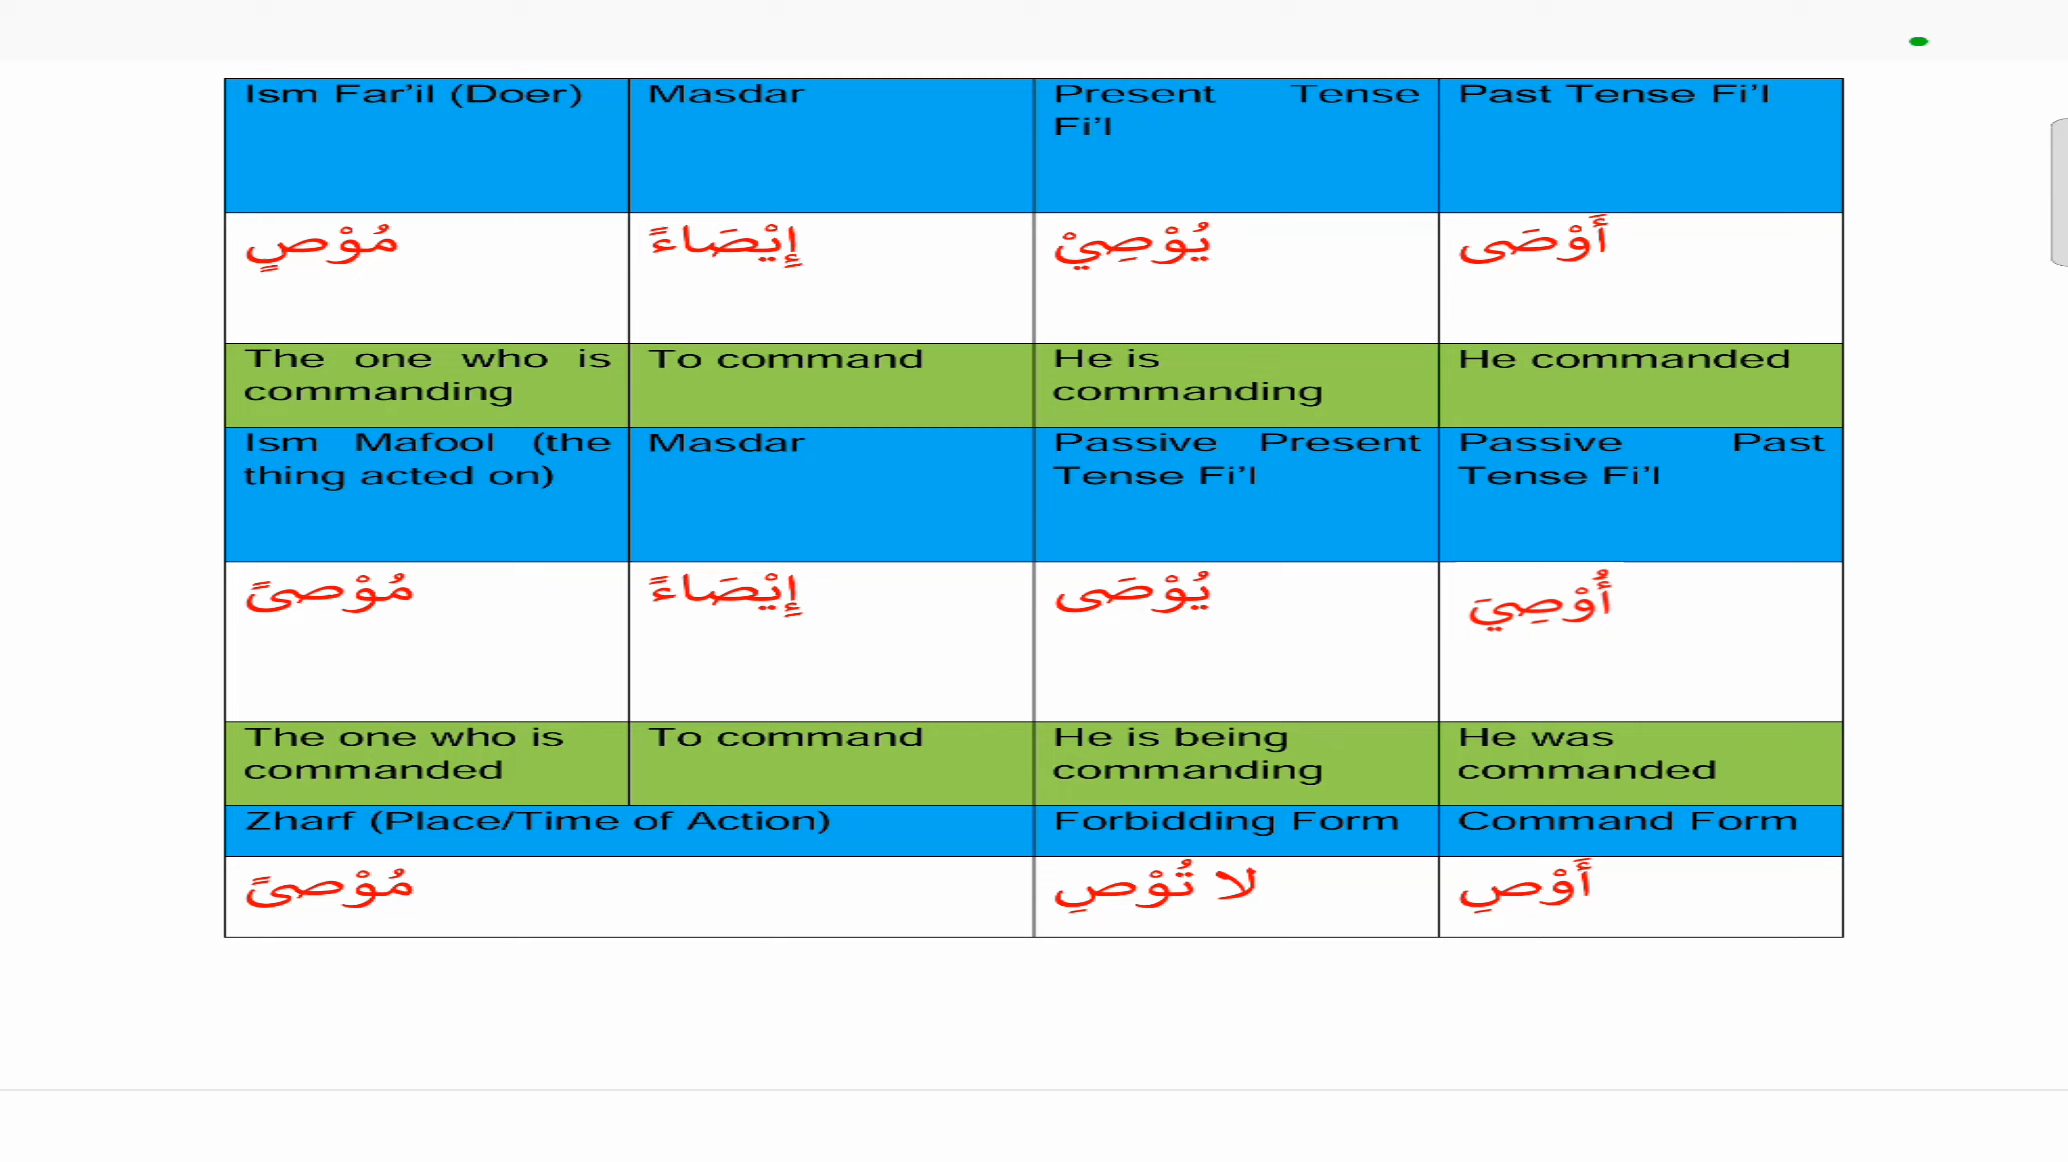 Ism Far’il (Doer)
Masdar
Present Tense
Fi’l
Past Tense Fi’l
مُوْصٍ
إِيْصَاءً
يُوْصِيْ
أَوْصَى
The one who is
commanding
To command
He is
commanding
He commanded
Ism Mafool (the
thing acted on)
Masdar
Passive Present
Tense Fi’l
Passive Past
Tense Fi’l
مُوْصىً
إِيْصَاءً
يُوْصَى
أُوْصِيَ
The one who is
commanded
To command
He is being
commanding
He was
commanded
Zharf (Place/Time of Action)
Forbidding Form
Command Form
مُوْصىً
لا تُوْصِ
أَوْصِ